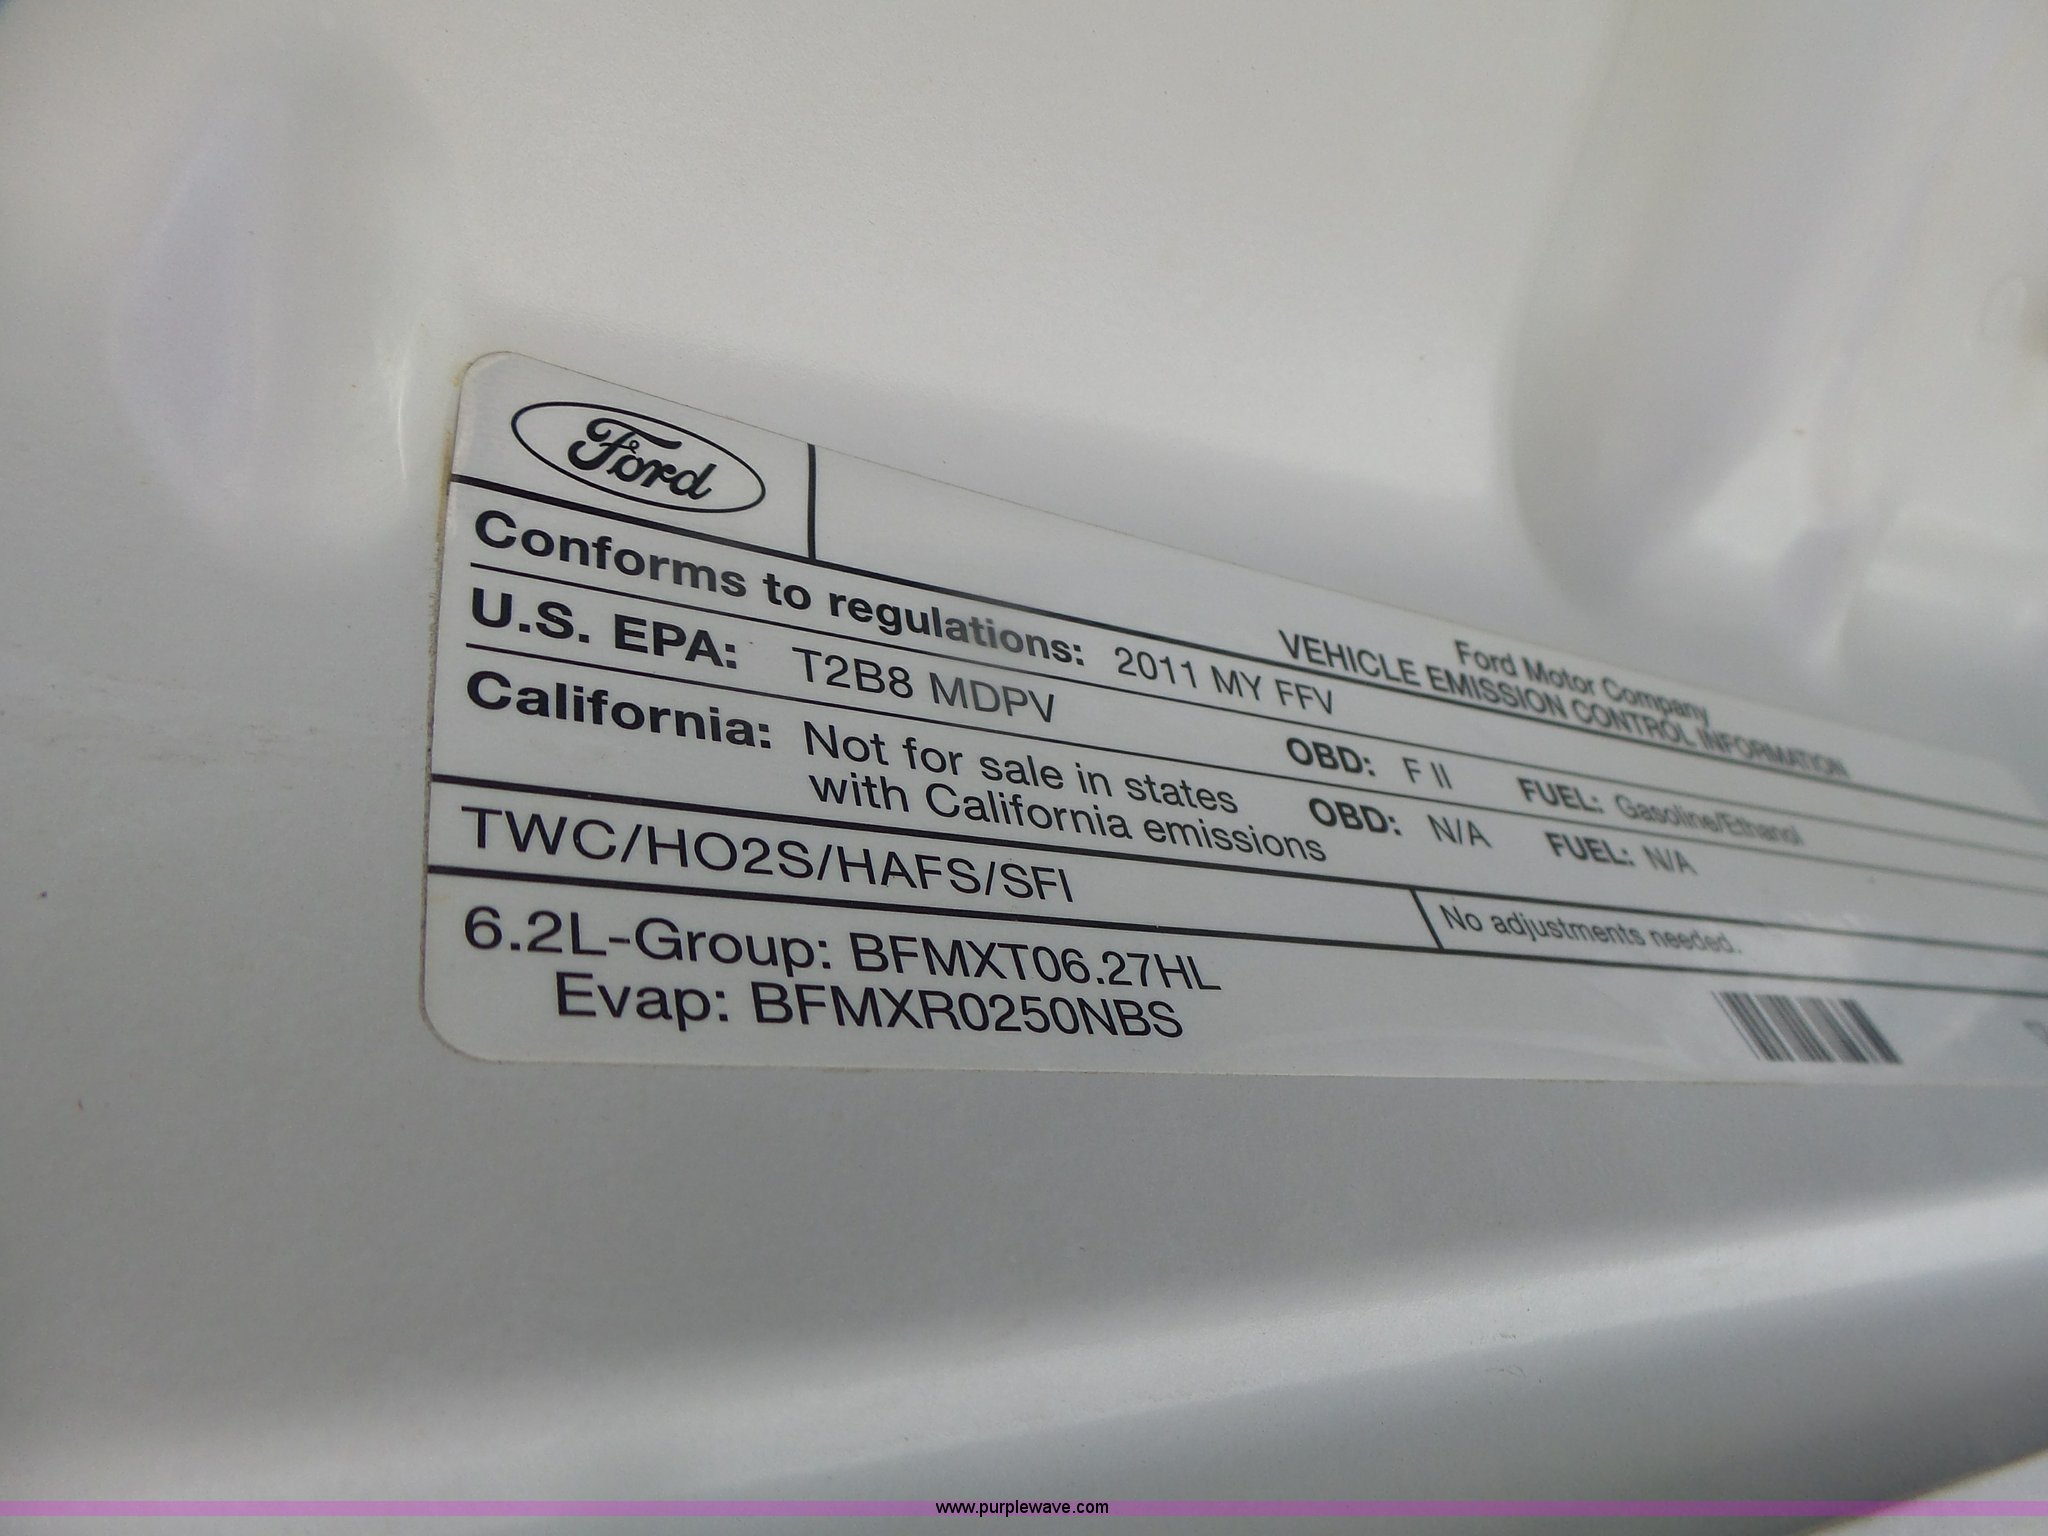 Ford
Ford Motor Company
VEHICLE EMISSION CONTROL INFORMATION
Conforms to regulations: 2011 MY FFV
U.S. EPA: T2B8 MDPV OBD: F II FUEL: Gasoline/Ethanol
California: Not for sale in states OBD: N/A FUEL: N/A
with California emissions
TWC/HO2S/HAFS/SFI No adjustments needed.
6.2L-Group: BFMXT06.27HL
Evap: BFMXR0250NBS
www.purplewave.com